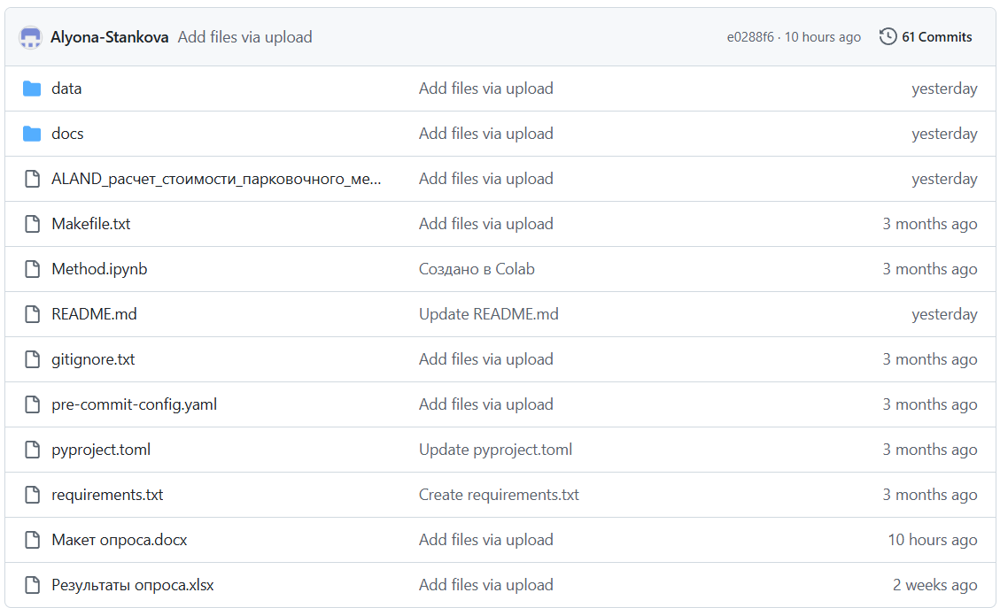 Alyona-Stankova Add files via upload e0288f6 · 10 hours ago 61 Commits
data Add files via upload yesterday
docs Add files via upload yesterday
ALAND_расчет_стоимости_парковочного_ме... Add files via upload yesterday
Makefile.txt Add files via upload 3 months ago
Method.ipynb Создано в Colab 3 months ago
README.md Update README.md yesterday
gitignore.txt Add files via upload 3 months ago
pre-commit-config.yaml Add files via upload 3 months ago
pyproject.toml Update pyproject.toml 3 months ago
requirements.txt Create requirements.txt 3 months ago
Макет опроса.docx Add files via upload 10 hours ago
Результаты опроса.xlsx Add files via upload 2 weeks ago